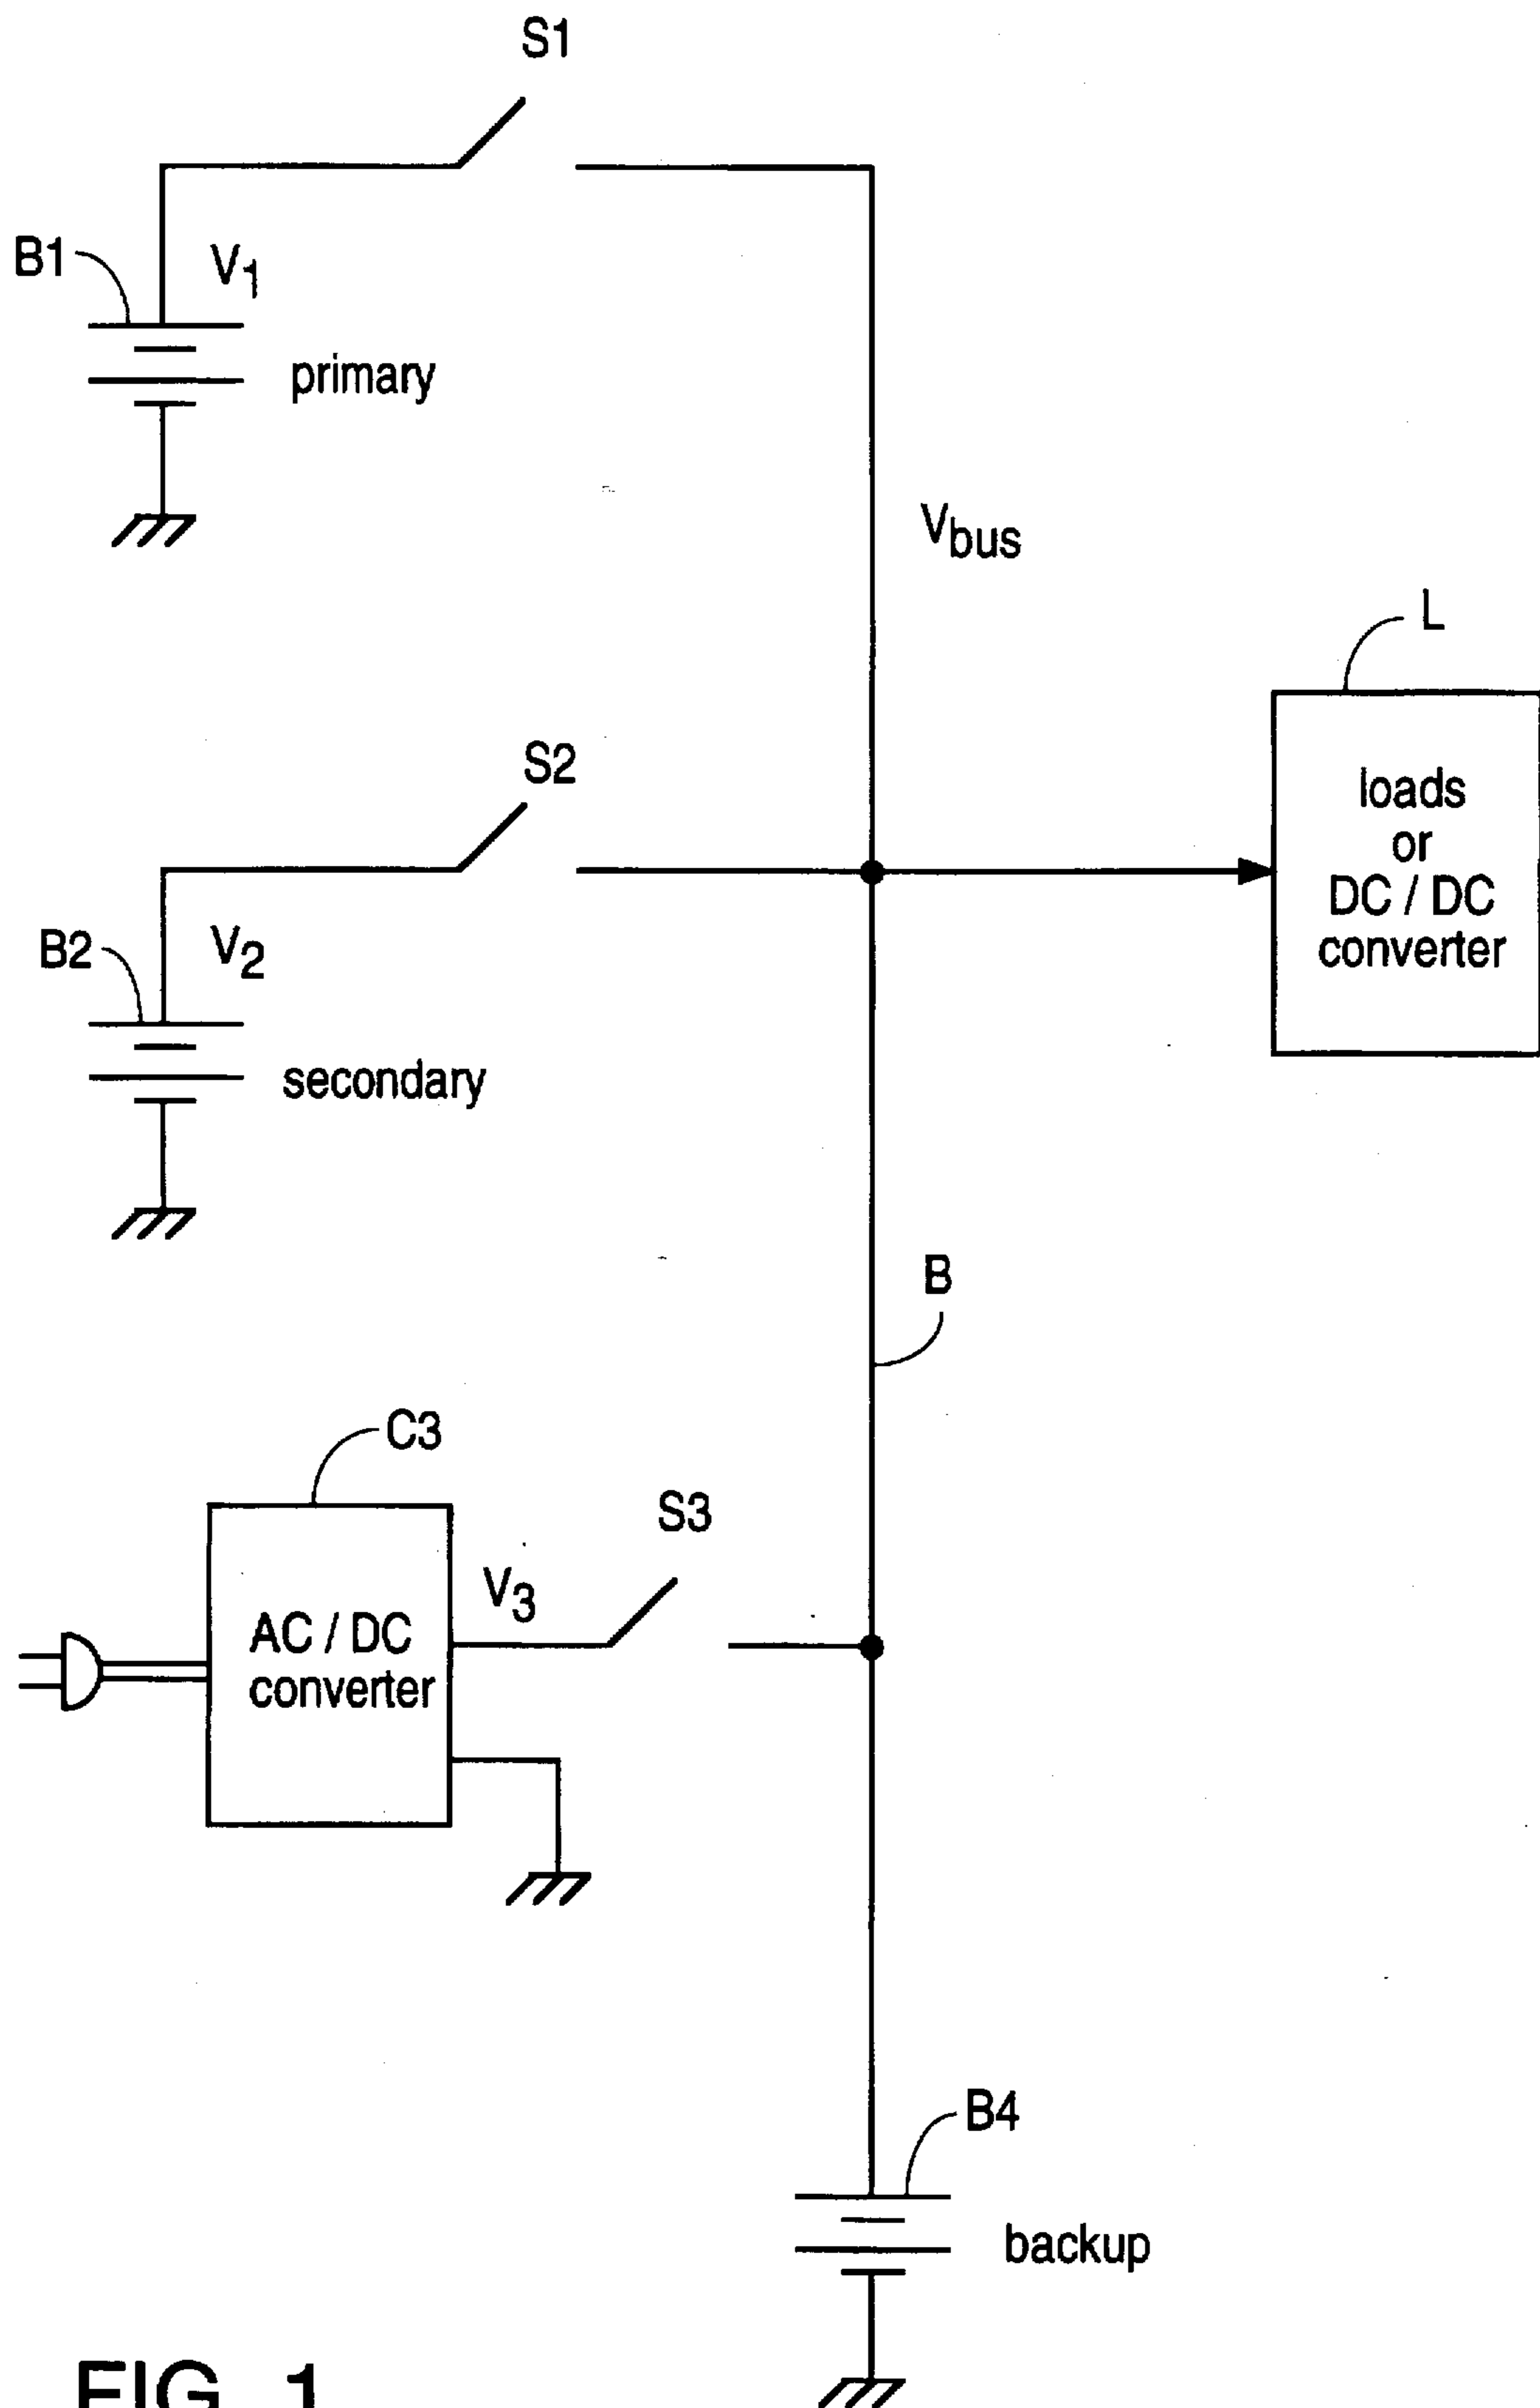 S1
B1
V1
primary
Vbus
L
S2
loads
or
DC / DC
converter
B2
V2
secondary
B
C3
S3
V3
AC / DC
converter
B4
backup
FIG. 1